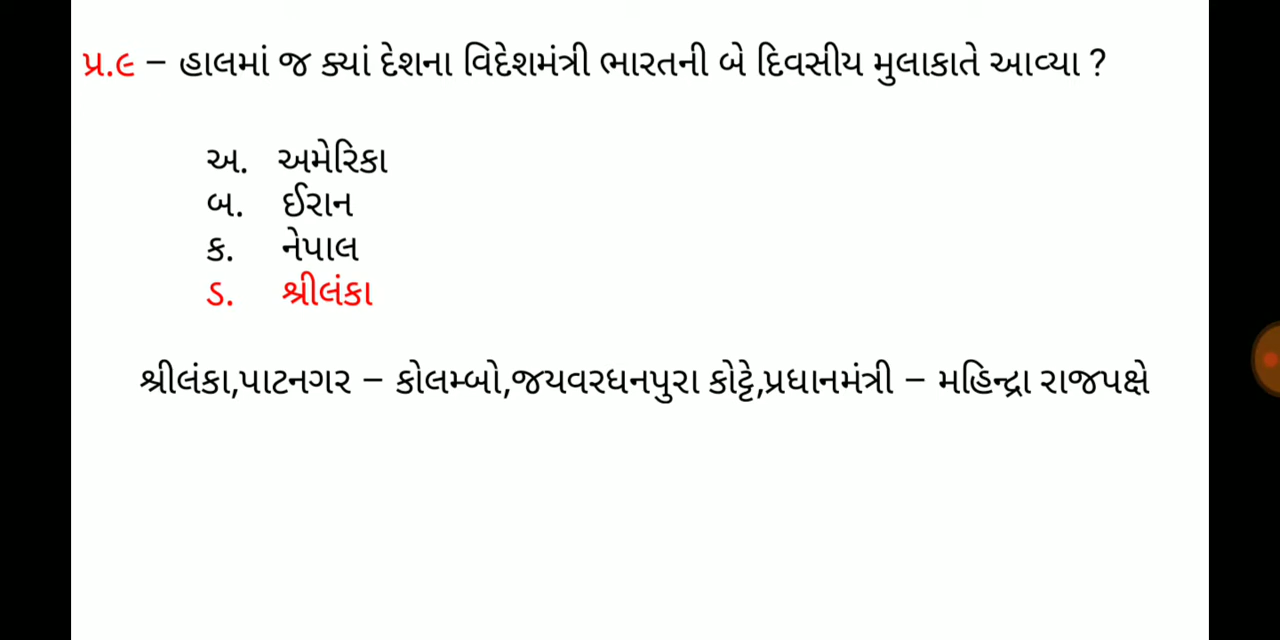 પ્ર.૯ – હાલમાં જ ક્યાં દેશના વિદેશમંત્રી ભારતની બે દિવસીય મુલાકાતે આવ્યા ?
અ. અમેરિકા
બ. ઈરાન
ક. નેપાલ
ડ. શ્રીલંકા
શ્રીલંકા,પાટનગર – કોલમ્બો,જયવરધનપુરા કોટ્ટે,પ્રધાનમંત્રી – મહિન્દ્રા રાજપક્ષે